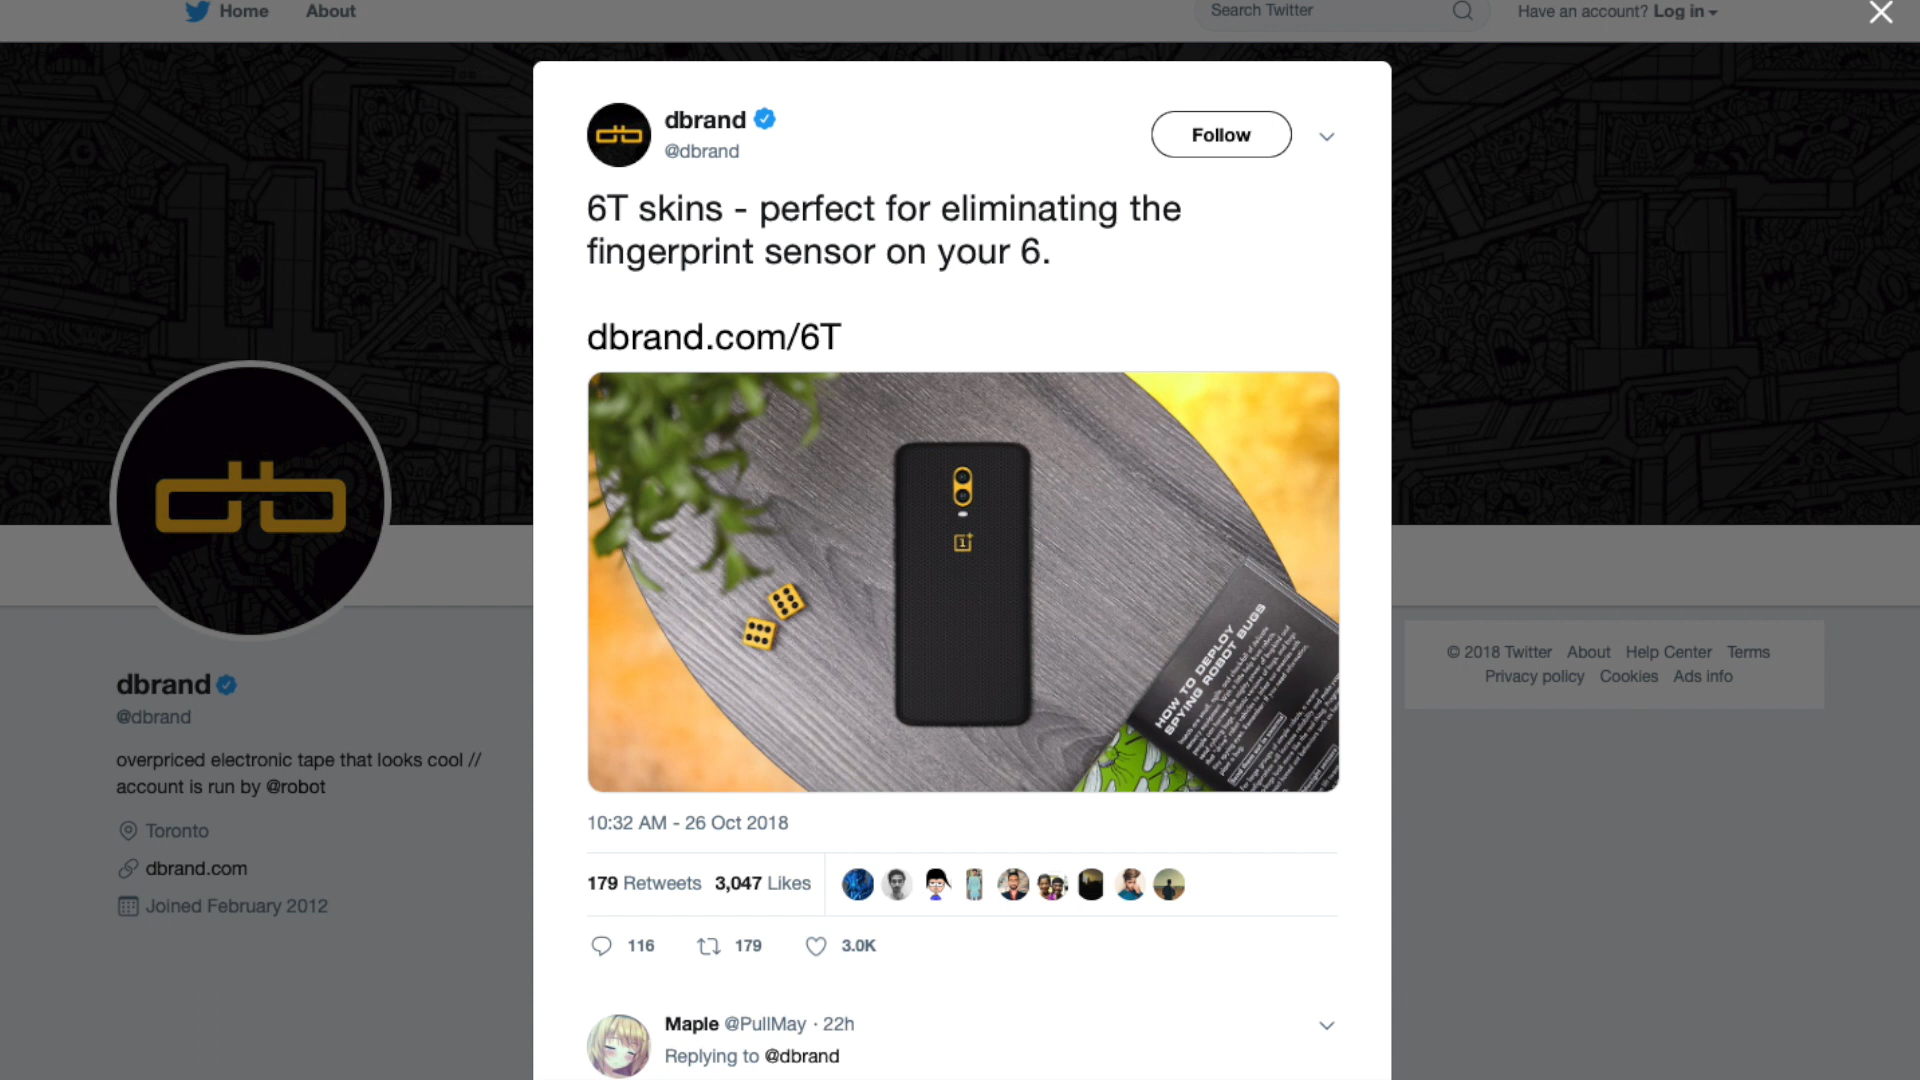 Home
About
Search Twitter
Have an account? Log in
dbrand
@dbrand
Follow
6T skins - perfect for eliminating the
fingerprint sensor on your 6.
dbrand.com/6T
HOW TO DEPLOY
SPYING ROBOT BUGS
10:32 AM - 26 Oct 2018
179 Retweets 3,047 Likes
116
179
3.0K
Maple @PullMay · 22h
Replying to @dbrand
dbrand
@dbrand
overpriced electronic tape that looks cool //
account is run by @robot
Toronto
dbrand.com
Joined February 2012
© 2018 Twitter About Help Center Terms
Privacy policy Cookies Ads info